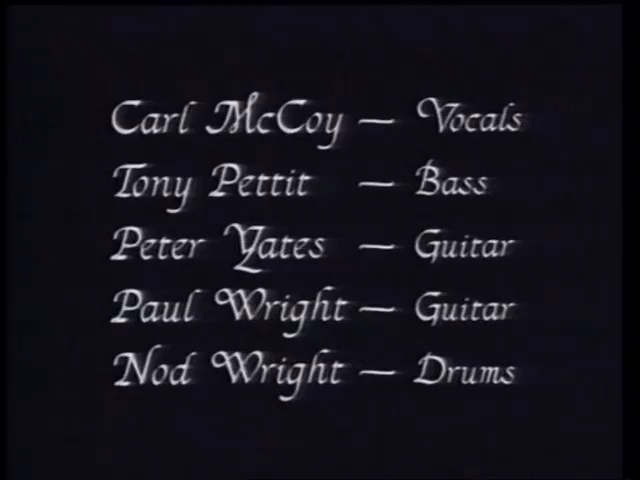 Carl McCoy — Vocals
Tony Pettit — Bass
Peter Yates — Guitar
Paul Wright — Guitar
Nod Wright — Drums